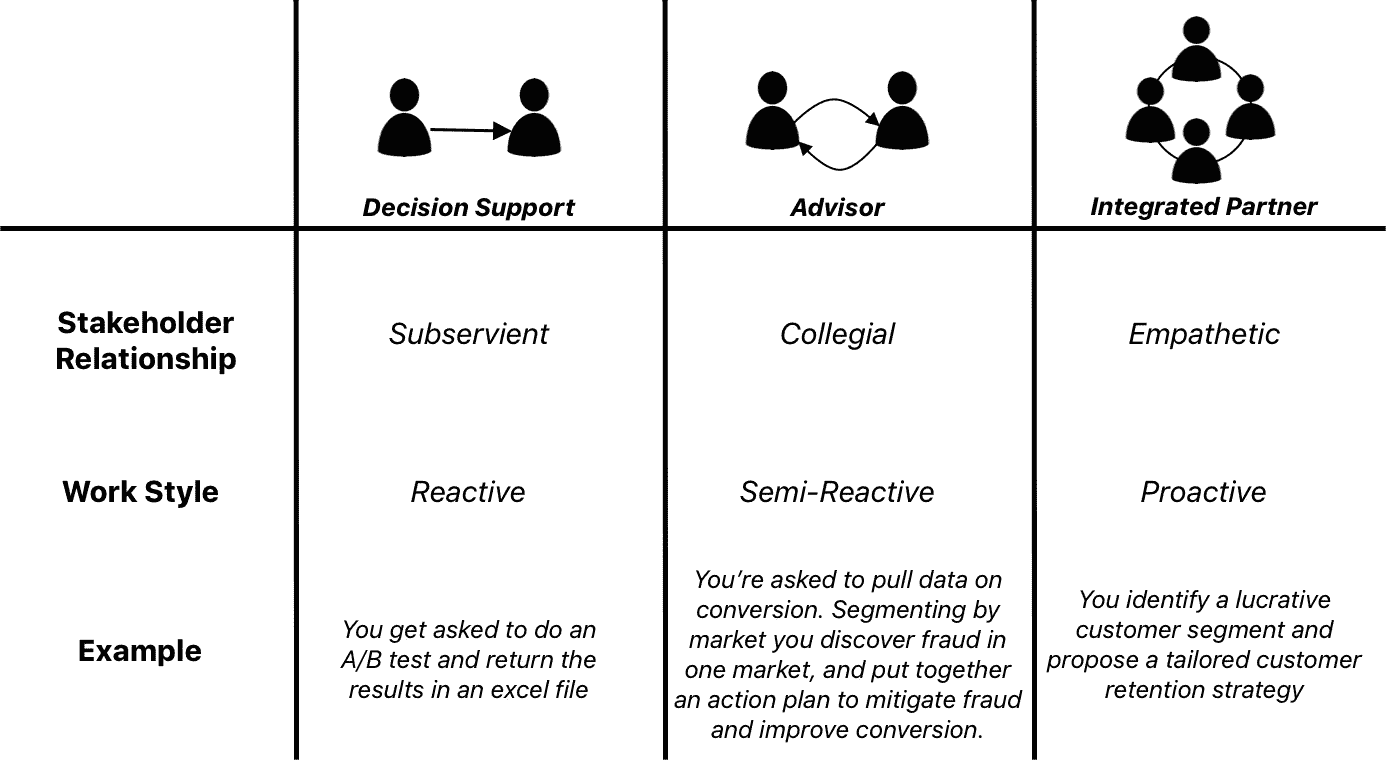 Decision Support
Advisor
Integrated Partner
Stakeholder
Relationship
Subservient
Collegial
Empathetic
Work Style
Reactive
Semi-Reactive
Proactive
Example
You get asked to do an
A/B test and return the
results in an excel file
You’re asked to pull data on
conversion. Segmenting by
market you discover fraud in
one market, and put together
an action plan to mitigate fraud
and improve conversion.
You identify a lucrative
customer segment and
propose a tailored customer
retention strategy